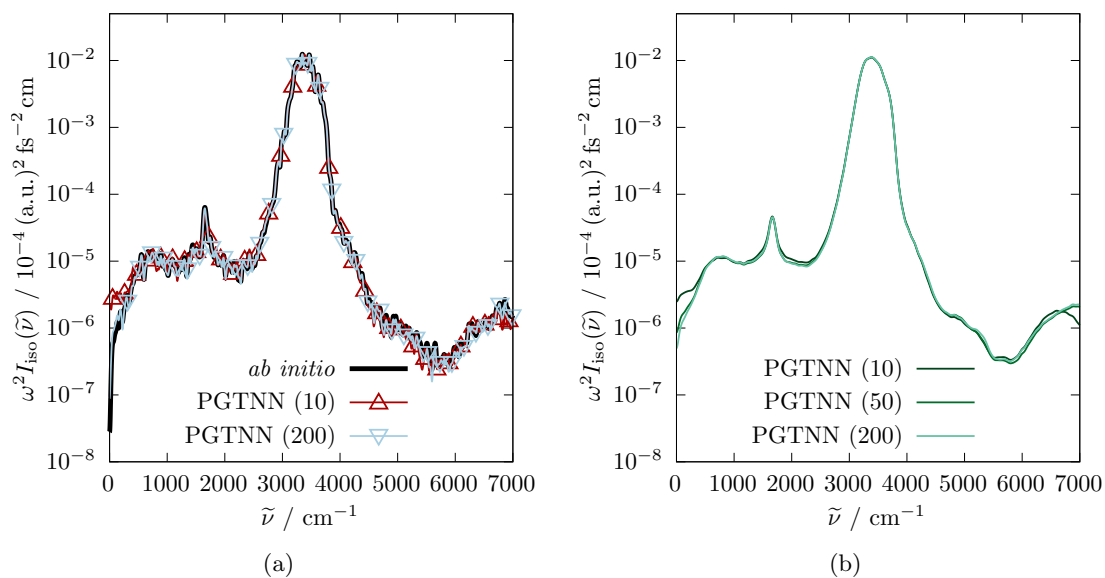 ω²I_iso(ν̃) / 10⁻⁴ (a.u.)² fs⁻² cm
10⁻²
10⁻³
10⁻⁴
10⁻⁵
10⁻⁶
10⁻⁷
10⁻⁸
ab initio
PGTNN (10)
PGTNN (200)
0 1000 2000 3000 4000 5000 6000 7000
ν̃ / cm⁻¹
(a)
ω²I_iso(ν̃) / 10⁻⁴ (a.u.)² fs⁻² cm
10⁻²
10⁻³
10⁻⁴
10⁻⁵
10⁻⁶
10⁻⁷
10⁻⁸
PGTNN (10)
PGTNN (50)
PGTNN (200)
0 1000 2000 3000 4000 5000 6000 7000
ν̃ / cm⁻¹
(b)